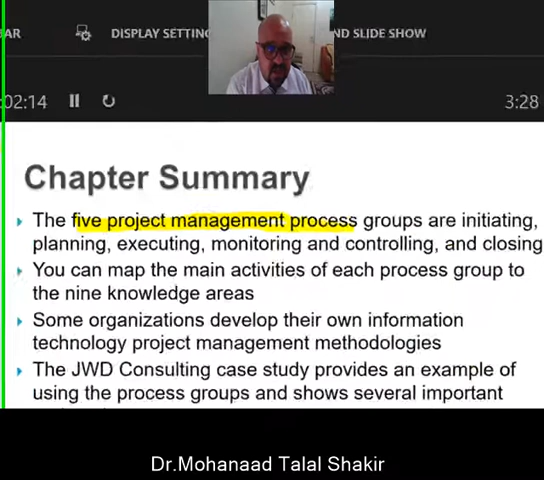 DISPLAY SETTING
ND SLIDE SHOW
02:14
3:28
Chapter Summary
The five project management process groups are initiating,
planning, executing, monitoring and controlling, and closing
You can map the main activities of each process group to
the nine knowledge areas
Some organizations develop their own information
technology project management methodologies
The JWD Consulting case study provides an example of
using the process groups and shows several important
Dr.Mohanaad Talal Shakir